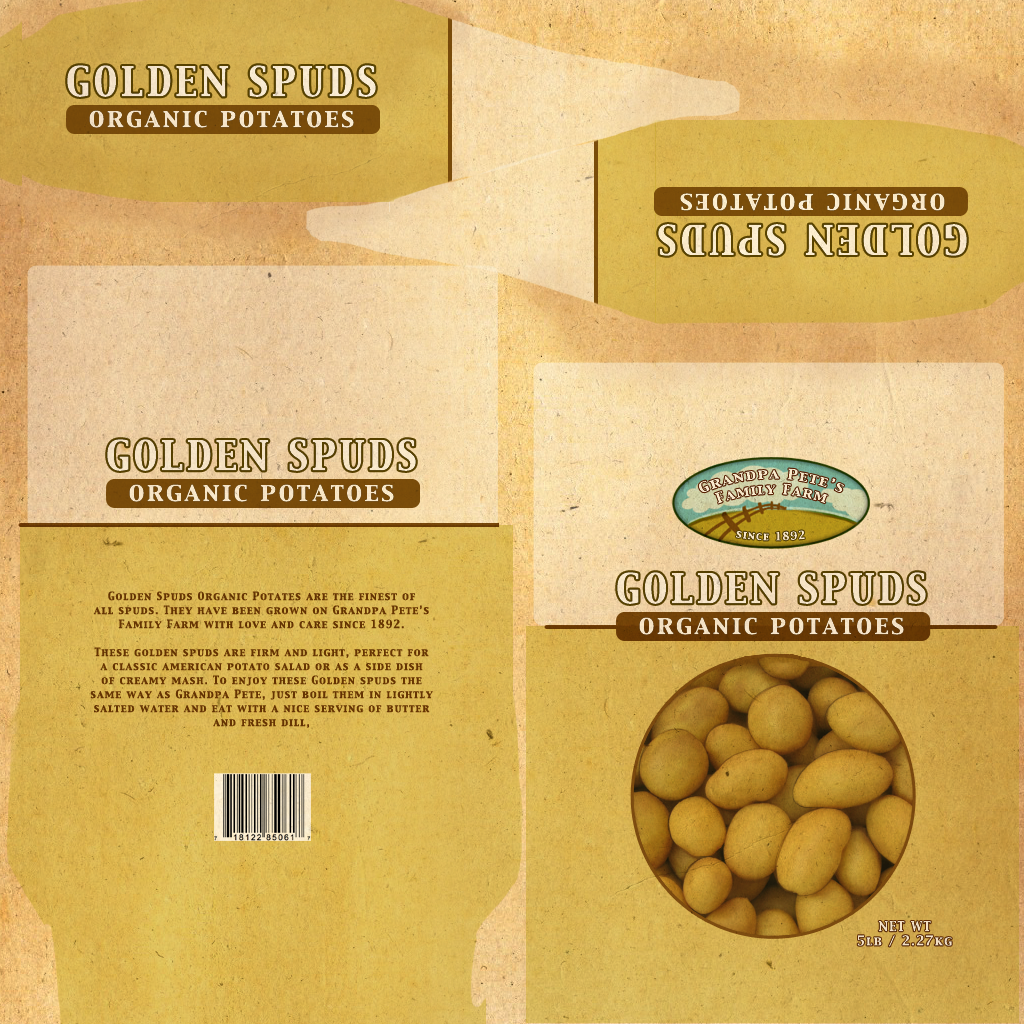 GOLDEN SPUDS
ORGANIC POTATOES
ORGANIC POTATOES
GOLDEN SPUDS
GOLDEN SPUDS
ORGANIC POTATOES
Golden Spuds Organic Potates are the finest of
all spuds. They have been grown on Grandpa Pete's
Family Farm with love and care since 1892.
These golden spuds are firm and light, perfect for
a classic american potato salad or as a side dish
of creamy mash. To enjoy these Golden spuds the
same way as Grandpa Pete, just boil them in lightly
salted water and eat with a nice serving of butter
and fresh dill,
7 18122 85061 7
Grandpa Pete's
Family Farm
Since 1892
GOLDEN SPUDS
ORGANIC POTATOES
NET WT
5LB / 2.27KG